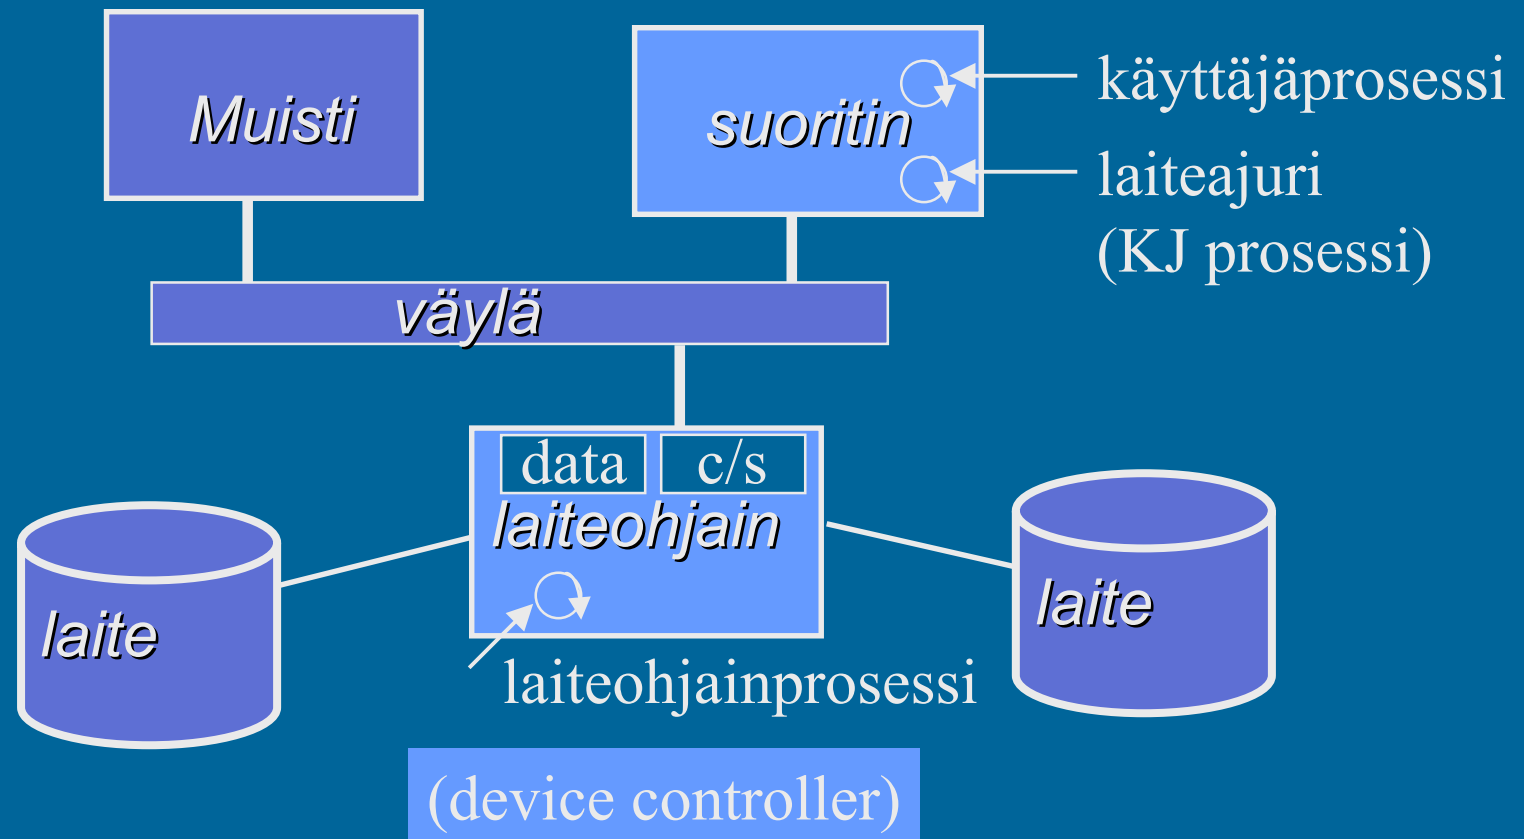 Muisti
suoritin
käyttäjäprosessi
laiteajuri
(KJ prosessi)
väylä
data
c/s
laiteohjain
laite
laite
laiteohjainprosessi
(device controller)